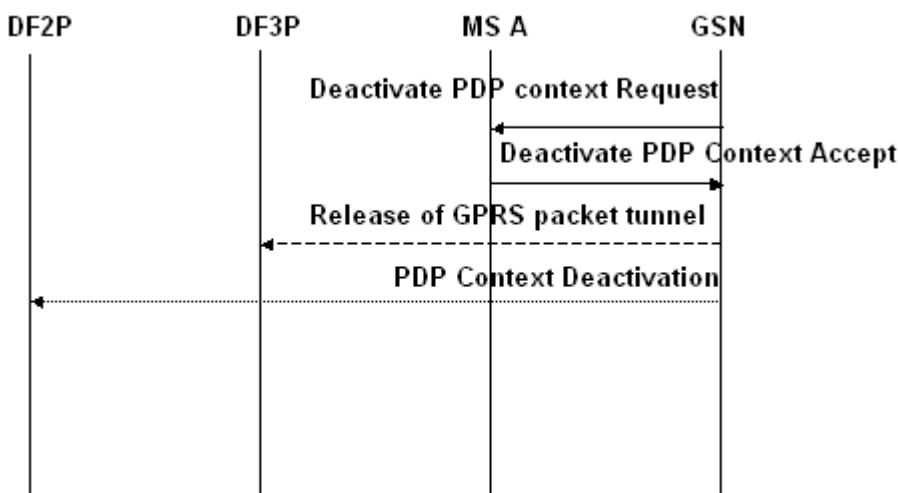 DF2P DF3P MS A GSN
Deactivate PDP context Request
Deactivate PDP Context Accept
Release of GPRS packet tunnel
PDP Context Deactivation